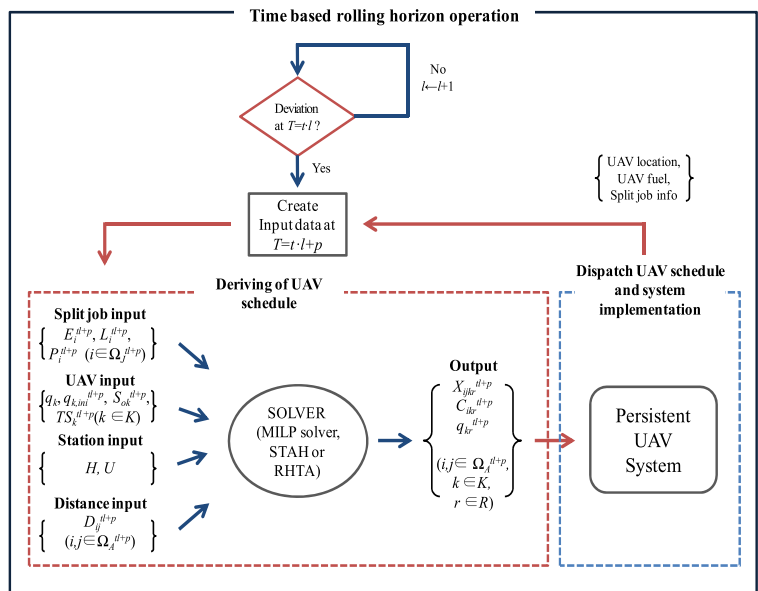 Time based rolling horizon operation
No
l←l+1
Deviation
at T=t·l ?
Yes
UAV location,
UAV fuel,
Split job info
Create
Input data at
T=t·l+p
Deriving of UAV
schedule
Dispatch UAV schedule
and system
implementation
Split job input
E_i^{tl+p}, L_i^{tl+p},
P_i^{tl+p} (i∈Ω_J^{tl+p})
UAV input
q_k, q_{k,ini}^{tl+p}, S_{ok}^{tl+p},
TS_k^{tl+p}(k ∈ K)
Station input
H, U
Distance input
D_{ij}^{tl+p}
(i,j∈Ω_A^{tl+p})
SOLVER
(MILP solver,
STAH or
RHTA)
Output
X_{ijkr}^{tl+p}
C_{ikr}^{tl+p}
q_{kr}^{tl+p}
(i,j∈ Ω_A^{tl+p},
k∈K,
r ∈R)
Persistent
UAV
System